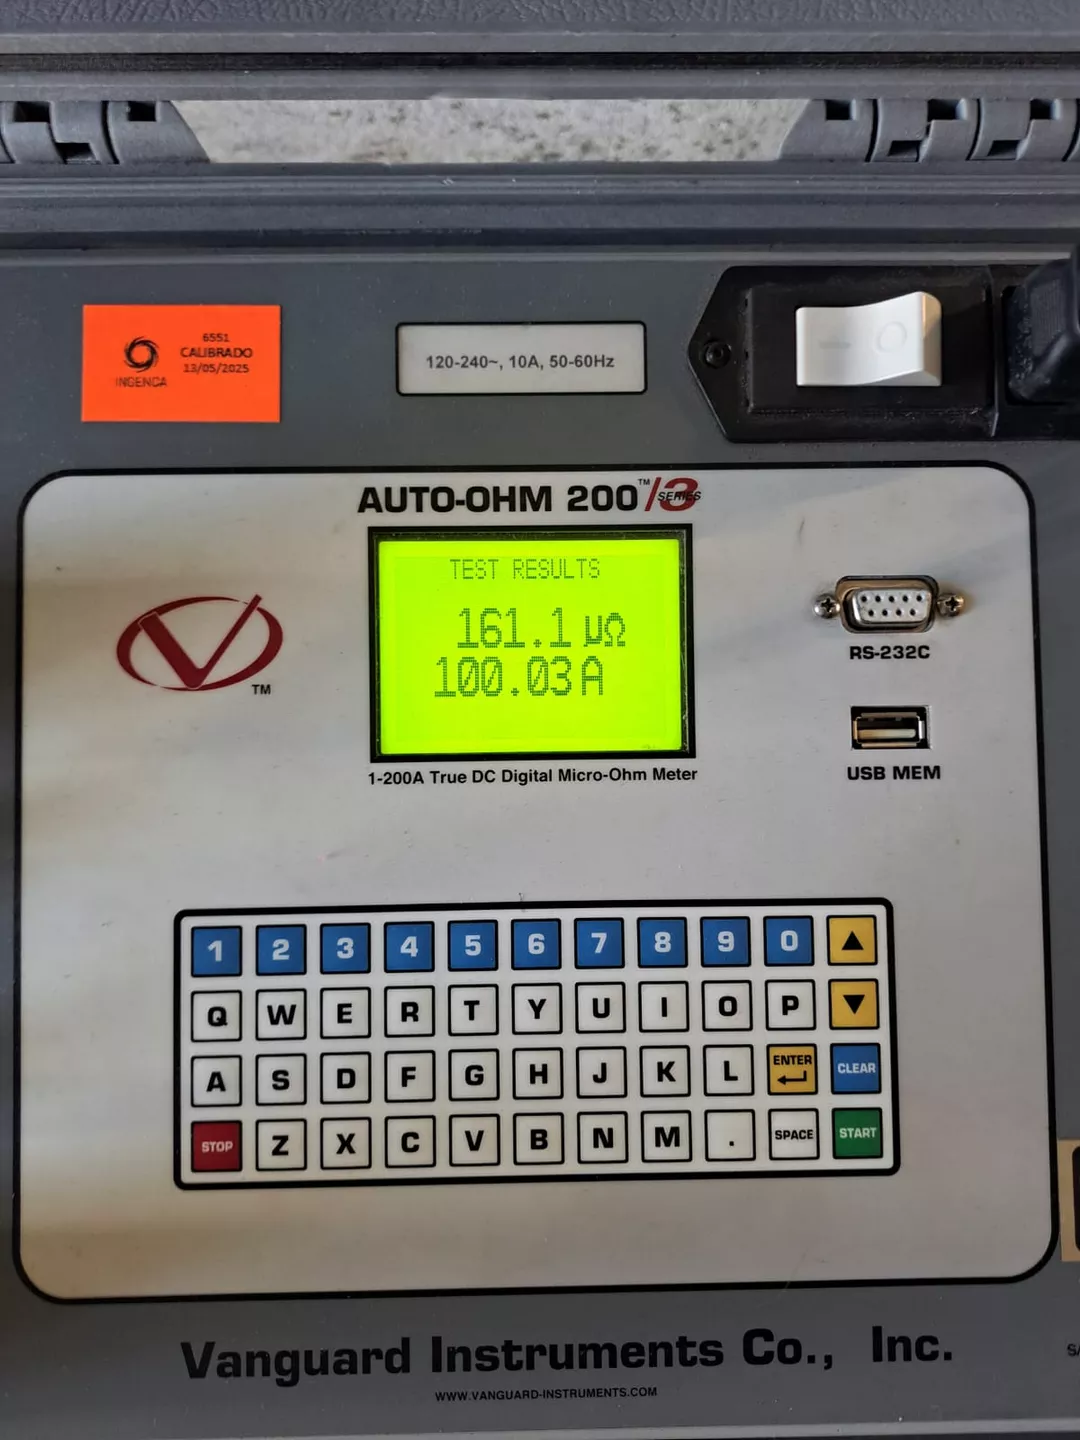 6551
CALIBRADO
13/05/2025
INGENCA
120-240~, 10A, 50-60Hz
AUTO-OHM 200™/3 SERIES
TEST RESULTS
161.1 µΩ
100.03 A
TM
1-200A True DC Digital Micro-Ohm Meter
RS-232C
USB MEM
1 2 3 4 5 6 7 8 9 0 ▲
Q W E R T Y U I O P ▼
A S D F G H J K L ENTER CLEAR
STOP Z X C V B N M . SPACE START
Vanguard Instruments Co., Inc.
WWW.VANGUARD-INSTRUMENTS.COM